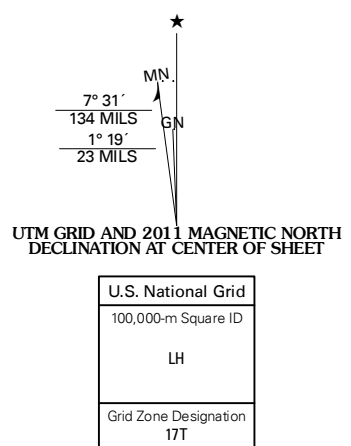 ★
MN
7° 31´
134 MILS
GN
1° 19´
23 MILS
UTM GRID AND 2011 MAGNETIC NORTH
DECLINATION AT CENTER OF SHEET
U.S. National Grid
100,000-m Square ID
LH
Grid Zone Designation
17T